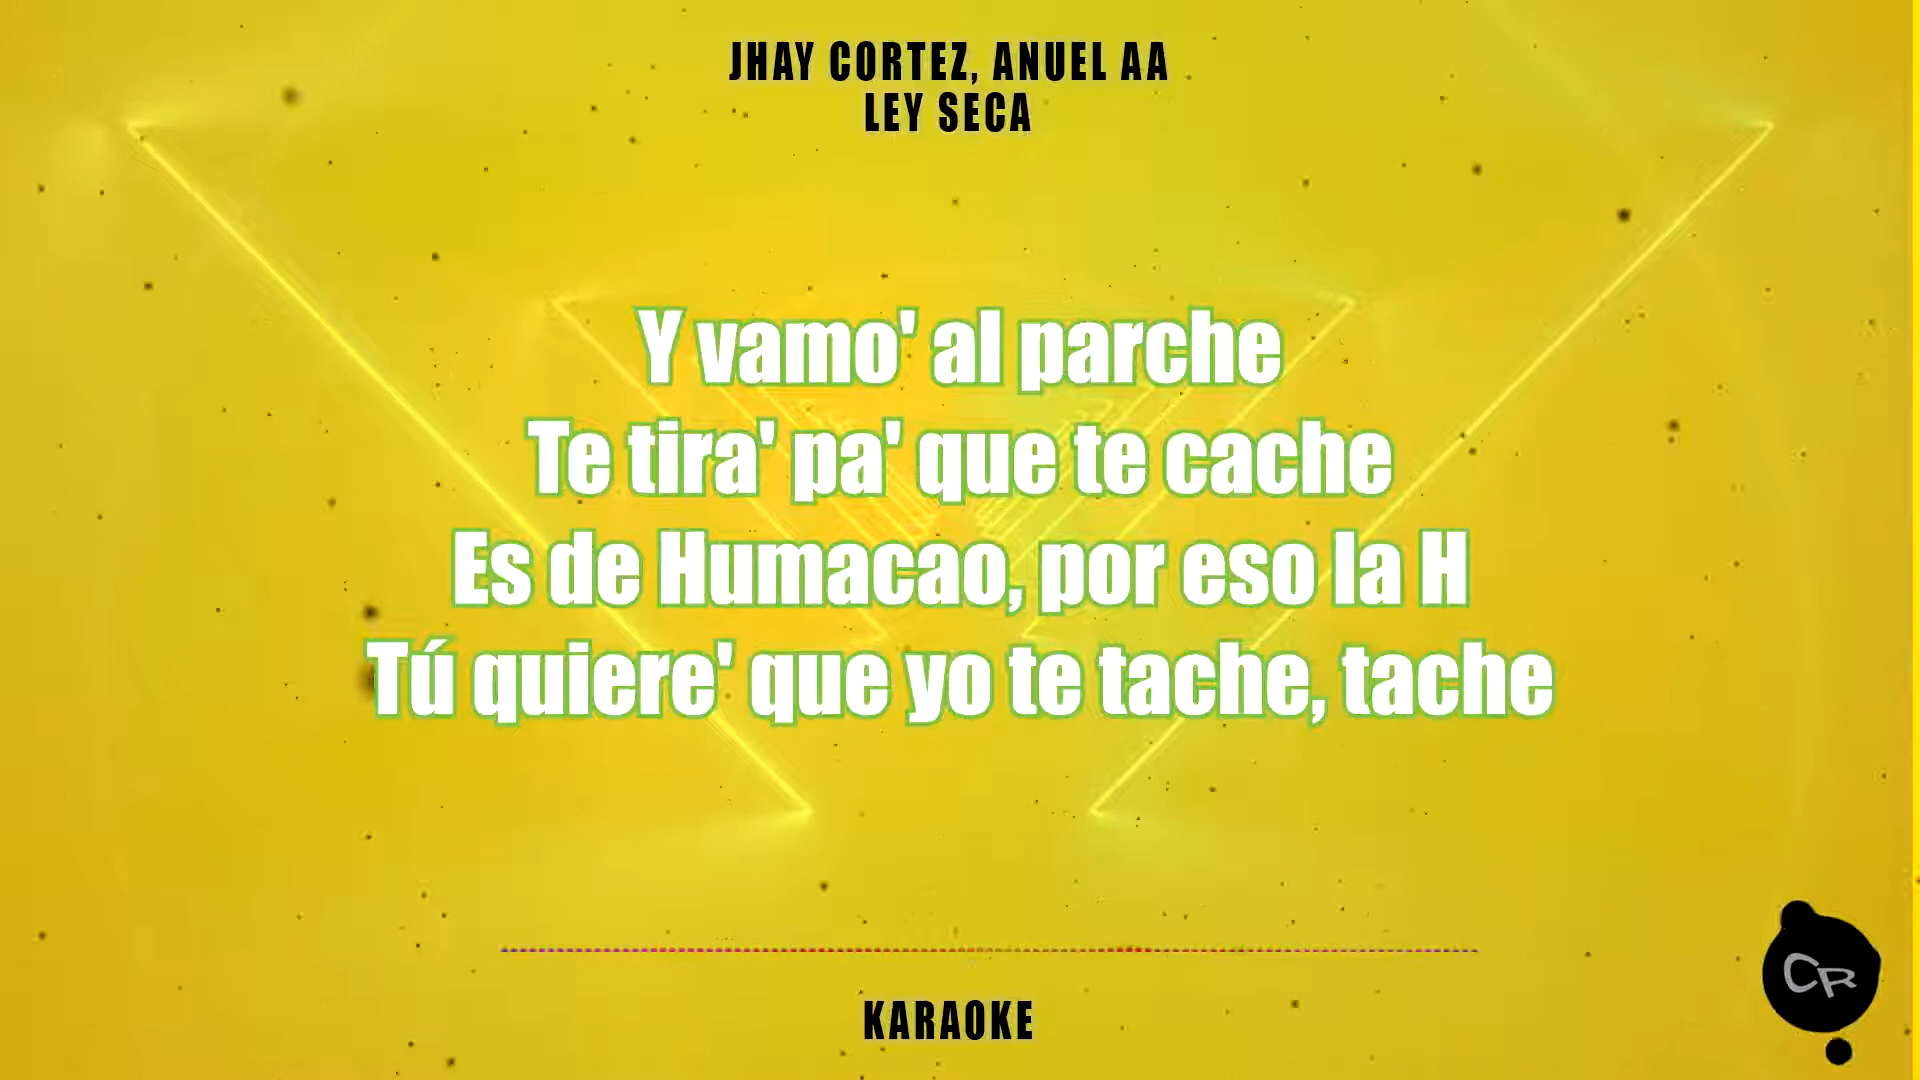 JHAY CORTEZ, ANUEL AA
LEY SECA
Y vamo' al parche
Te tira' pa' que te cache
Es de Humacao, por eso la H
Tú quiere' que yo te tache, tache
CR
KARAOKE